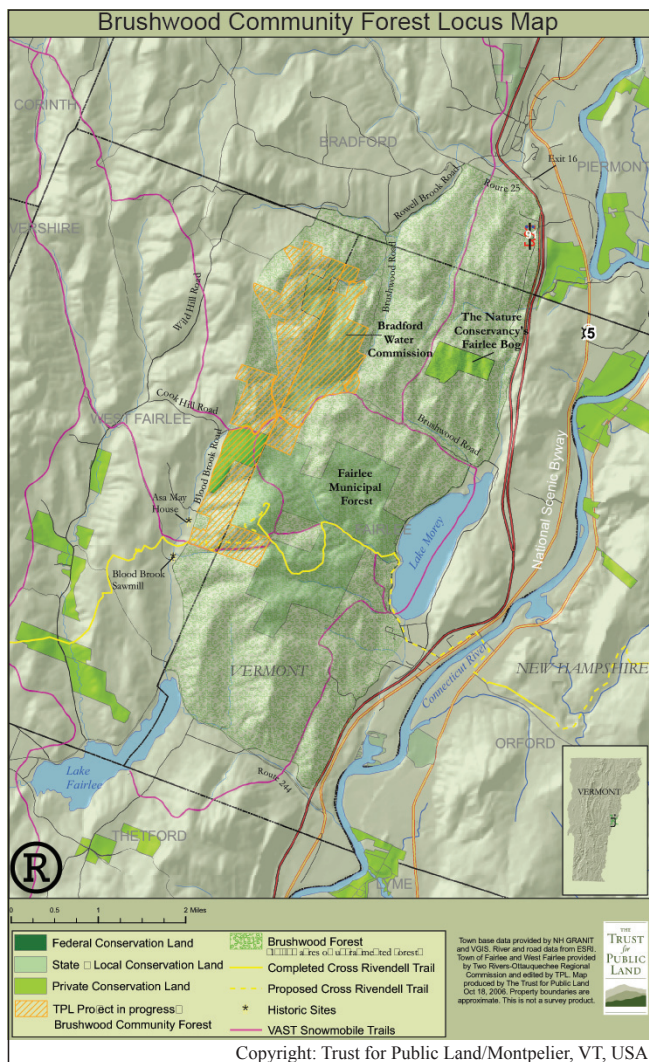 Brushwood Community Forest Locus Map
CORINTH
BRADFORD
Exit 16
PIERMONT
Rowell Brook Road
Route 25
VERSHIRE
91
Brushwood Road
Wild Hill Road
The Nature
Conservancy's
Fairlee Bog
Bradford
Water
Commission
5
Cook Hill Road
WEST FAIRLEE
Brushwood Road
Blood Brook Road
National Scenic Byway
Fairlee
Municipal
Forest
Asa May
House
Lake Morey
Blood Brook
Sawmill
VERMONT
Connecticut River
NEW HAMPSHIRE
ORFORD
Lake
Fairlee
Route 244
VERMONT
THETFORD
R
LYME
0 0.5 1 2 Miles
Federal Conservation Land
State Local Conservation Land
Private Conservation Land
TPL Project in progress
Brushwood Community Forest
Brushwood Forest
Completed Cross Rivendell Trail
Proposed Cross Rivendell Trail
Historic Sites
VAST Snowmobile Trails
Town base data provided by NH GRANIT
and VGIS. River and road data from ESRI.
Town of Fairlee and West Fairlee provided
by Two Rivers-Ottauquechee Regional
Commission and edited by TPL. Map
produced by The Trust for Public Land
Oct 18, 2006. Property boundaries are
approximate. This is not a survey product.
THE
TRUST
for
PUBLIC
LAND
Copyright: Trust for Public Land/Montpelier, VT, USA